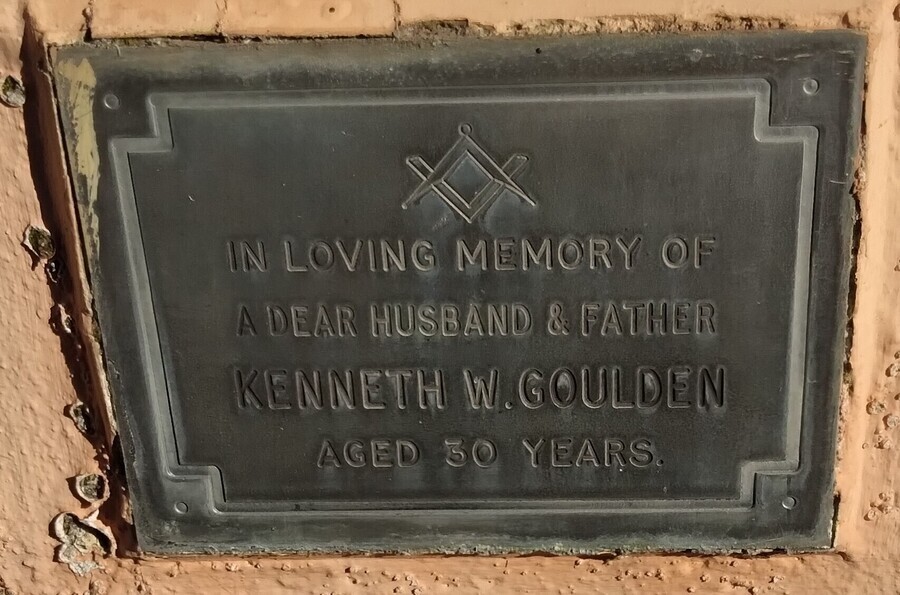 IN LOVING MEMORY OF
A DEAR HUSBAND & FATHER
KENNETH W. GOULDEN
AGED 30 YEARS.